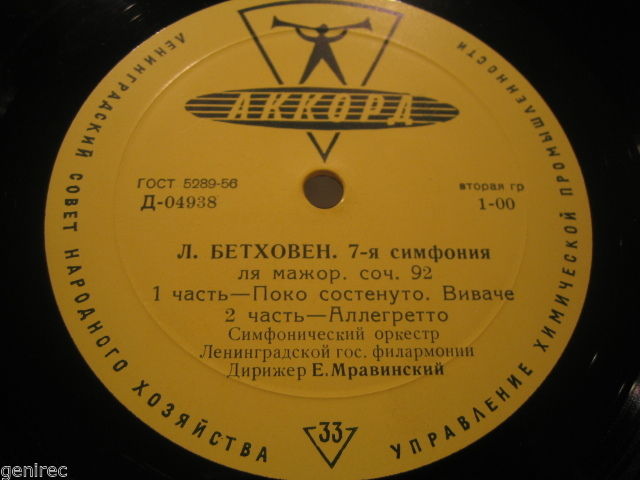 ЛЕНИНГРАДСКИЙ СОВЕТ НАРОДНОГО ХОЗЯЙСТВА
УПРАВЛЕНИЕ ХИМИЧЕСКОЙ ПРОМЫШЛЕННОСТИ
АККОРД
ГОСТ 5289-56
Д-04938
вторая гр
1-00
Л. БЕТХОВЕН. 7-я симфония
ля мажор. соч. 92
1 часть—Поко состенуто. Виваче
2 часть—Аллегретто
Симфонический оркестр
Ленинградской гос. филармонии
Дирижер Е. Мравинский
33
genirec